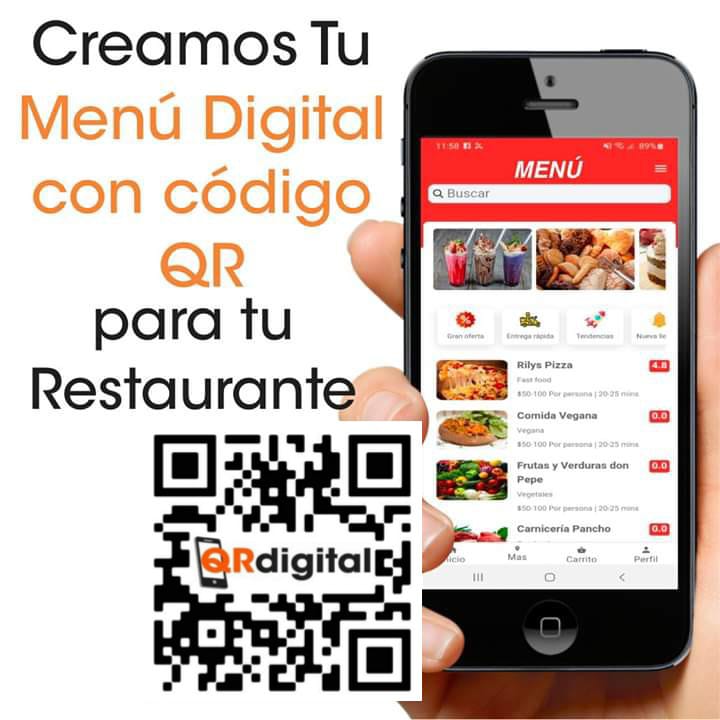 Creamos Tu
Menú Digital
con código
QR
para tu
Restaurante
QRdigital
11:58
89%
MENÚ
Buscar
Gran oferta
Entrega rápida
Tendencias
Nueva lle
Rilys Pizza
4.8
Fast food
$50-100 Por persona | 20-25 mins
Comida Vegana
0.0
Vegana
$50-100 Por persona | 20-25 mins
Frutas y Verduras don
Pepe
0.0
Vegetales
$50-100 Por persona | 20-25 mins
Carnicería Pancho
0.0
nicio
Mas
Carrito
Perfil